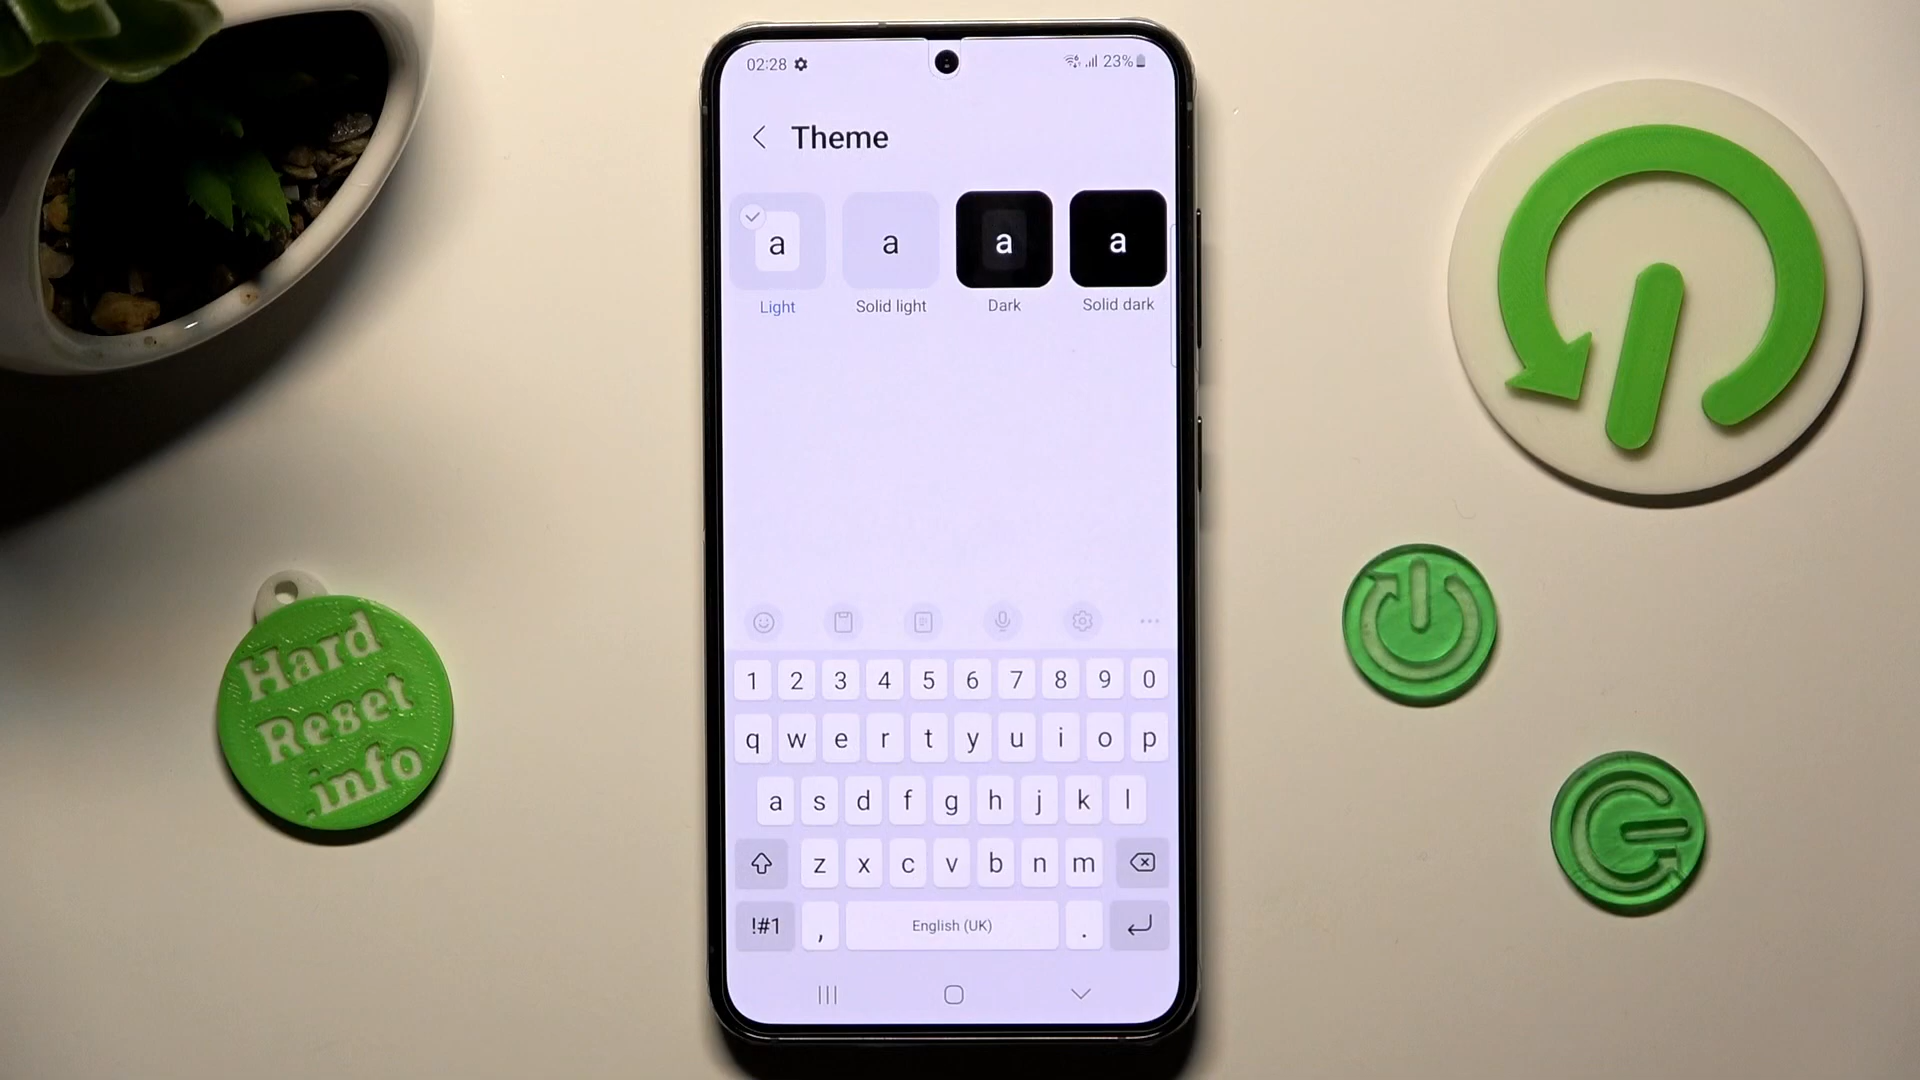 02:28
23%
Theme
a a a a
Light Solid light Dark Solid dark
1 2 3 4 5 6 7 8 9 0
q w e r t y u i o p
a s d f g h j k l
z x c v b n m
!#1 , English (UK) .
Hard
Reset
.info